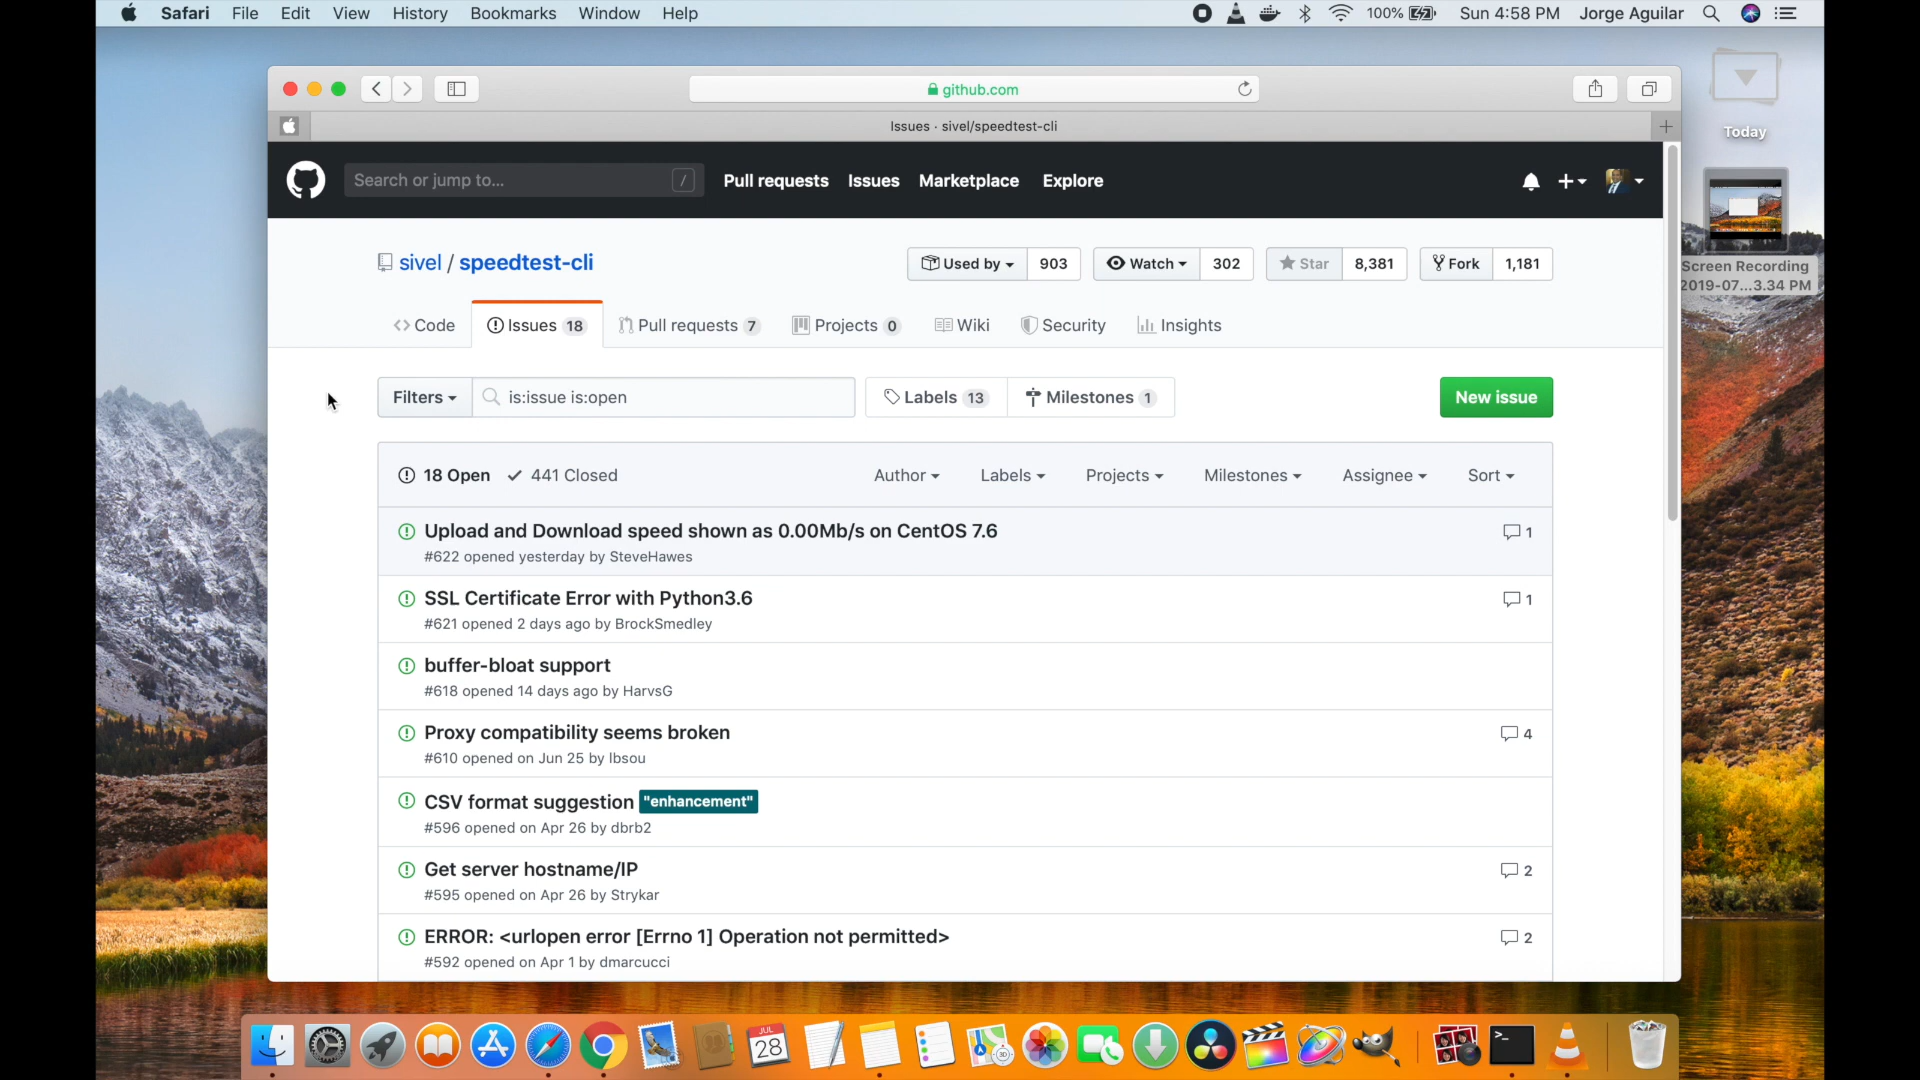 Safari File Edit View History Bookmarks Window Help 100% Sun 4:58 PM Jorge Aguilar
github.com
Issues · sivel/speedtest-cli
Today
Search or jump to... / Pull requests Issues Marketplace Explore
sivel / speedtest-cli Used by 903 Watch 302 Star 8,381 Fork 1,181
Screen Recording
2019-07...3.34 PM
Code Issues 18 Pull requests 7 Projects 0 Wiki Security Insights
Filters is:issue is:open Labels 13 Milestones 1 New issue
18 Open 441 Closed Author Labels Projects Milestones Assignee Sort
Upload and Download speed shown as 0.00Mb/s on CentOS 7.6 1
#622 opened yesterday by SteveHawes
SSL Certificate Error with Python3.6 1
#621 opened 2 days ago by BrockSmedley
buffer-bloat support
#618 opened 14 days ago by HarvsG
Proxy compatibility seems broken 4
#610 opened on Jun 25 by lbsou
CSV format suggestion "enhancement"
#596 opened on Apr 26 by dbrb2
Get server hostname/IP 2
#595 opened on Apr 26 by Strykar
ERROR: <urlopen error [Errno 1] Operation not permitted> 2
#592 opened on Apr 1 by dmarcucci
JUL
28
3D
>_